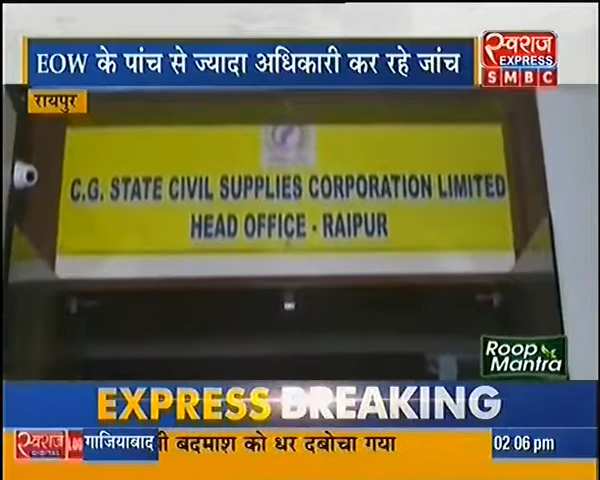 EOW के पांच से ज्यादा अधिकारी कर रहे जांच
स्वराज
EXPRESS
SMBC
रायपुर
C.G. STATE CIVIL SUPPLIES CORPORATION LIMITED
HEAD OFFICE - RAIPUR
Roop
Mantra
EXPRESS BREAKING
स्वराज
DIGITAL
गाजियाबाद
बदमाश को धर दबोचा गया
02:06 pm